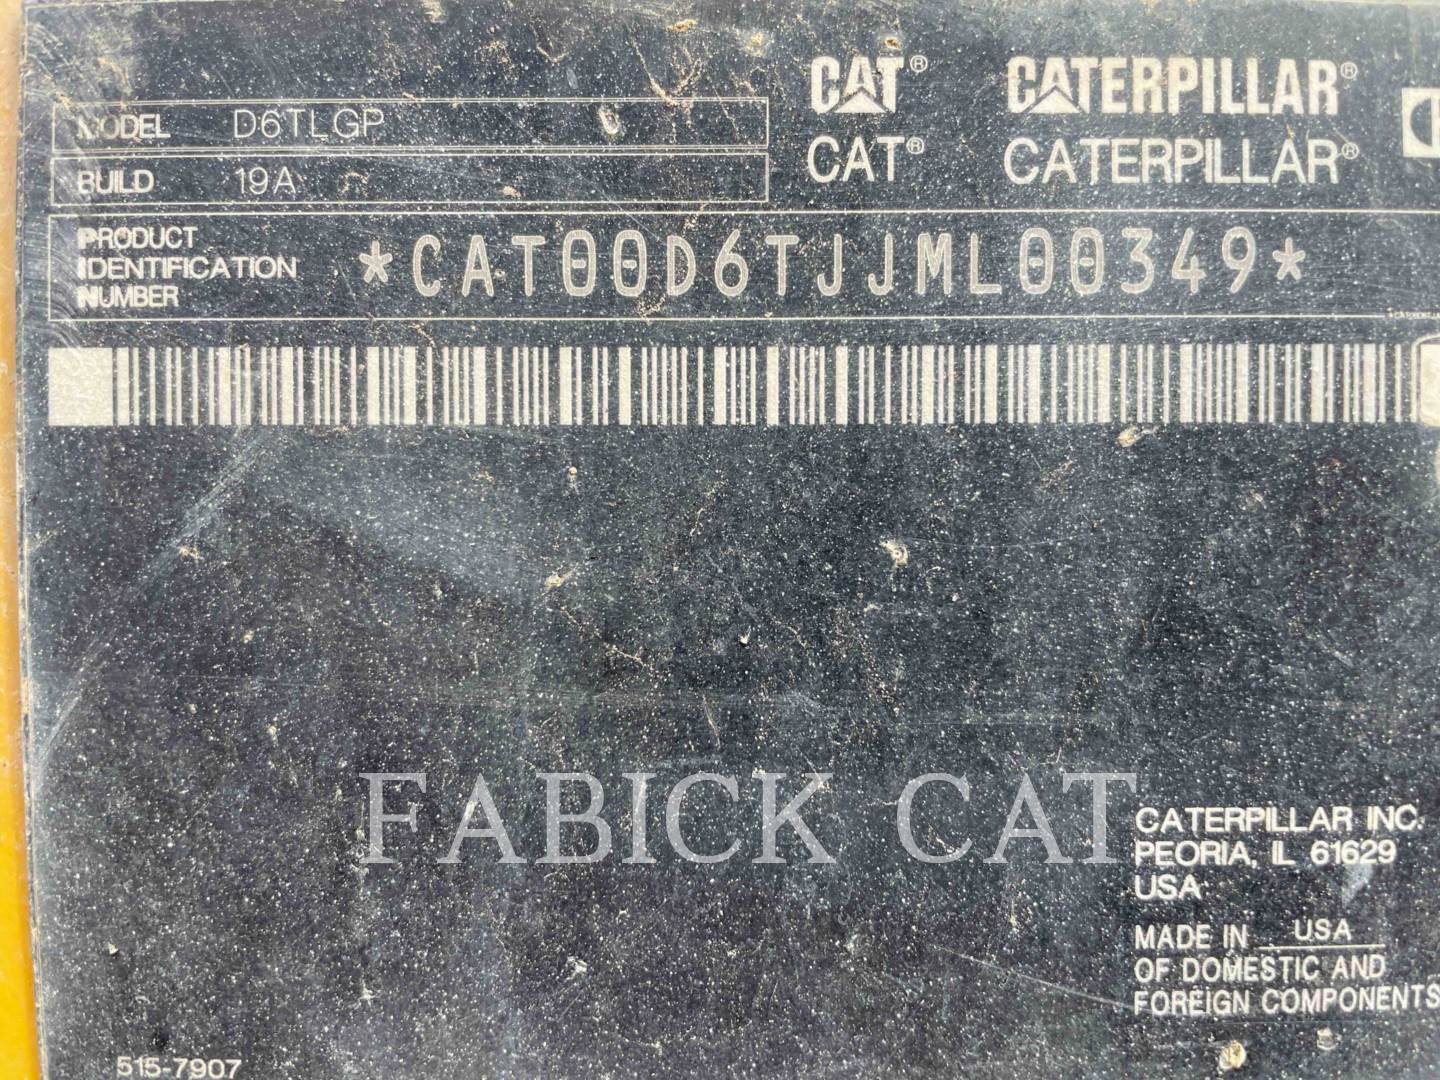 CAT® CATERPILLAR®
CAT® CATERPILLAR®
MODEL D6TLGP
BUILD 19A
PRODUCT
IDENTIFICATION
NUMBER
*CAT00D6TJJML00349*
FABICK CAT
CATERPILLAR INC.
PEORIA, IL 61629
USA
MADE IN USA
OF DOMESTIC AND
FOREIGN COMPONENTS
515-7907